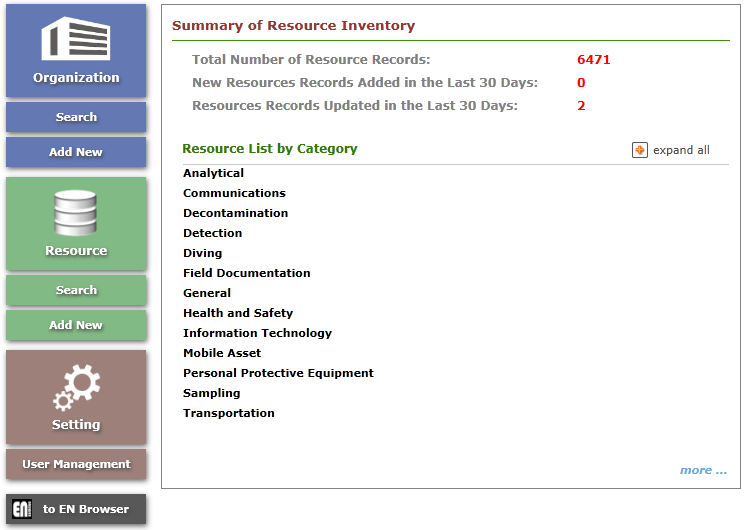 Organization
Search
Add New
Resource
Search
Add New
Setting
User Management
EN to EN Browser
Summary of Resource Inventory
Total Number of Resource Records: 6471
New Resources Records Added in the Last 30 Days: 0
Resources Records Updated in the Last 30 Days: 2
Resource List by Category expand all
Analytical
Communications
Decontamination
Detection
Diving
Field Documentation
General
Health and Safety
Information Technology
Mobile Asset
Personal Protective Equipment
Sampling
Transportation
more ...